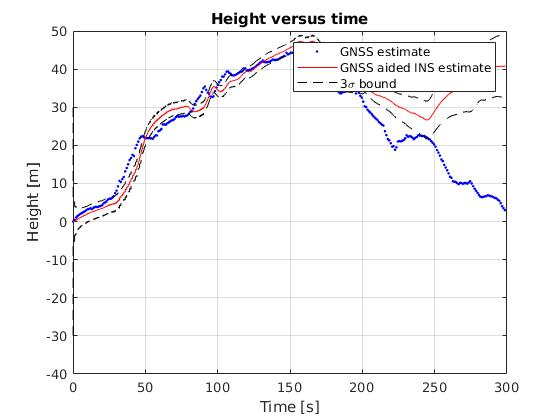 Height versus time
50
40
30
20
10
0
-10
-20
-30
-40
0 50 100 150 200 250 300
Height [m]
Time [s]
GNSS estimate
GNSS aided INS estimate
3σ bound